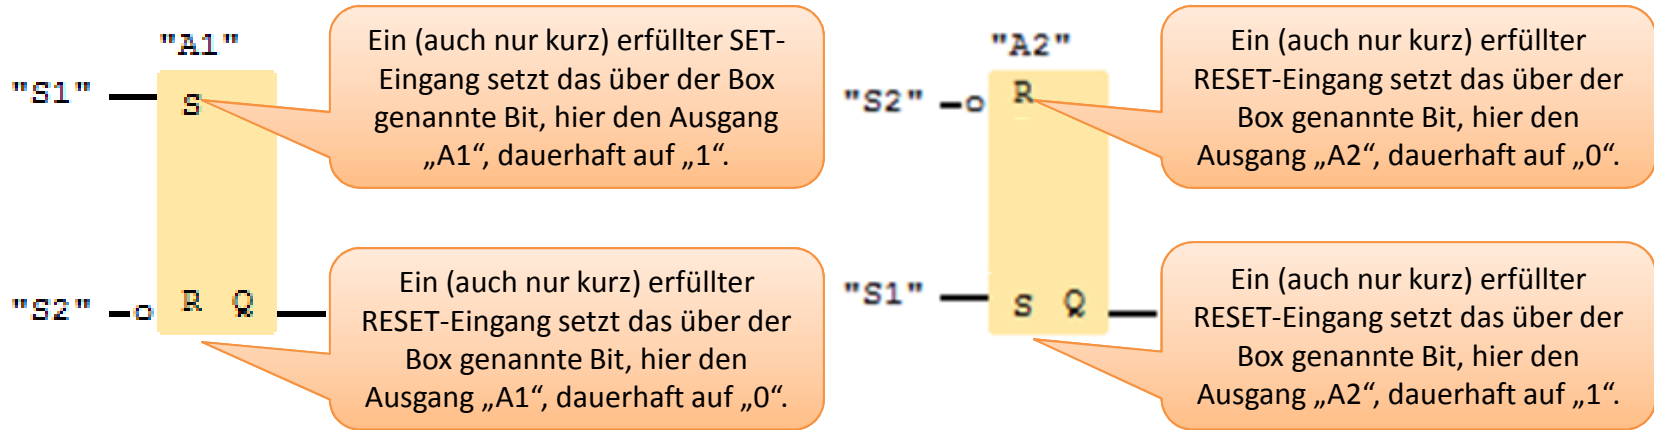 "A1"
"S1"
S
"S2"
R Q
Ein (auch nur kurz) erfüllter SET-
Eingang setzt das über der Box
genannte Bit, hier den Ausgang
„A1“, dauerhaft auf „1“.
Ein (auch nur kurz) erfüllter
RESET-Eingang setzt das über der
Box genannte Bit, hier den
Ausgang „A1“, dauerhaft auf „0“.
"A2"
"S2"
R
"S1"
S Q
Ein (auch nur kurz) erfüllter
RESET-Eingang setzt das über der
Box genannte Bit, hier den
Ausgang „A2“, dauerhaft auf „0“.
Ein (auch nur kurz) erfüllter
RESET-Eingang setzt das über der
Box genannte Bit, hier den
Ausgang „A2“, dauerhaft auf „1“.